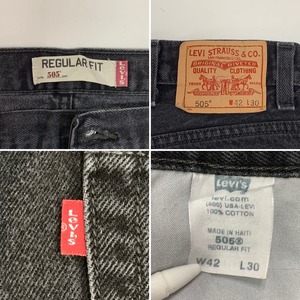 REGULAR FIT
505
Levi's
LEVI STRAUSS & CO.
ORIGINAL RIVETED
QUALITY CLOTHING
505 W 42 L 30
LEVI'S
®
Levi's
levi.com
(800) USA-LEVI
100% COTTON
MADE IN HAITI
505®
REGULAR FIT
W42 L30